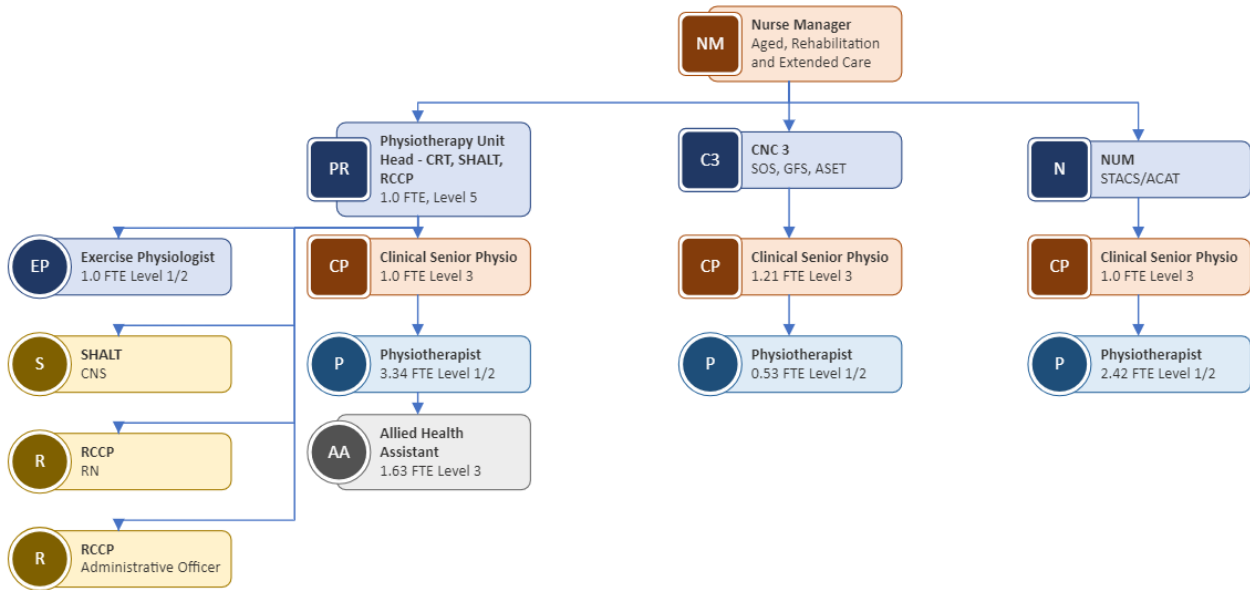 NM
Nurse Manager
Aged, Rehabilitation
and Extended Care
PR
Physiotherapy Unit
Head - CRT, SHALT,
RCCP
1.0 FTE, Level 5
C3
CNC 3
SOS, GFS, ASET
N
NUM
STACS/ACAT
EP
Exercise Physiologist
1.0 FTE Level 1/2
CP
Clinical Senior Physio
1.0 FTE Level 3
CP
Clinical Senior Physio
1.21 FTE Level 3
CP
Clinical Senior Physio
1.0 FTE Level 3
S
SHALT
CNS
P
Physiotherapist
3.34 FTE Level 1/2
P
Physiotherapist
0.53 FTE Level 1/2
P
Physiotherapist
2.42 FTE Level 1/2
R
RCCP
RN
AA
Allied Health
Assistant
1.63 FTE Level 3
R
RCCP
Administrative Officer